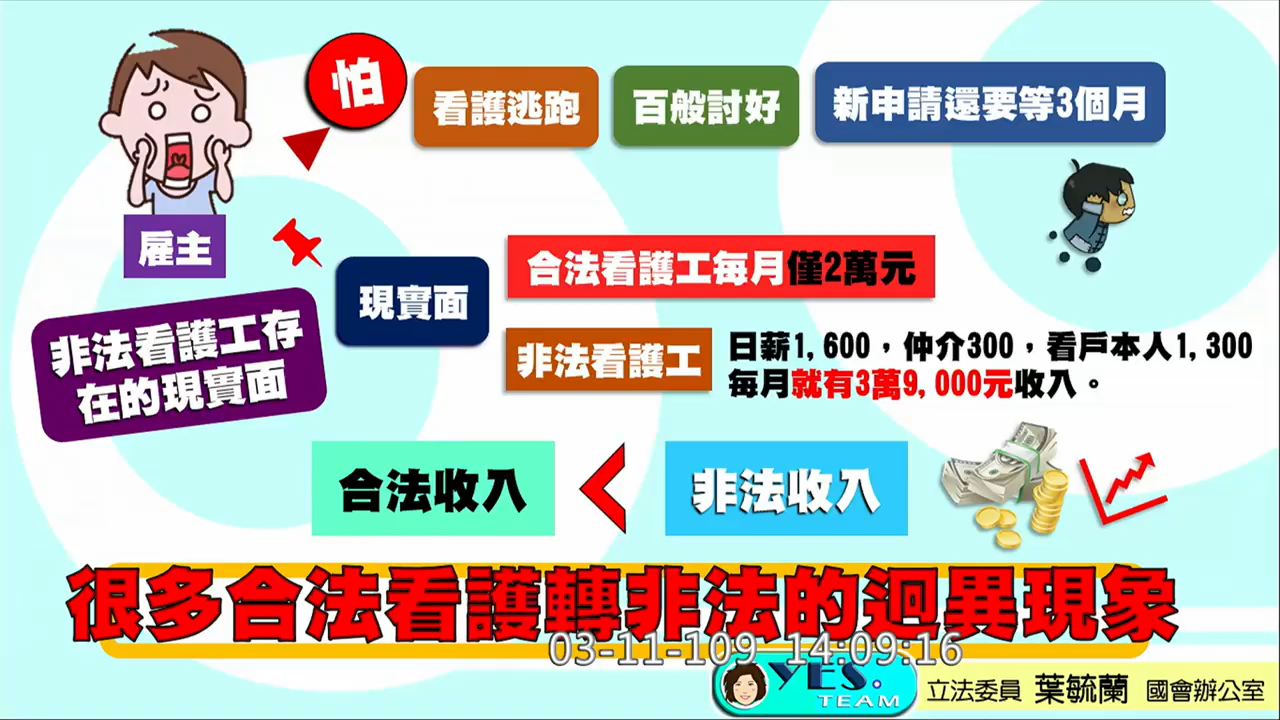 怕
看護逃跑
百般討好
新申請還要等3個月
雇主
現實面
合法看護工每月僅2萬元
非法看護工存
在的現實面
非法看護工
日薪1,600，仲介300，看戶本人1,300
每月就有3萬9,000元收入。
合法收入
非法收入
很多合法看護轉非法的迥異現象
03-11-109 14:09:16
YES.
TEAM
立法委員 葉毓蘭 國會辦公室